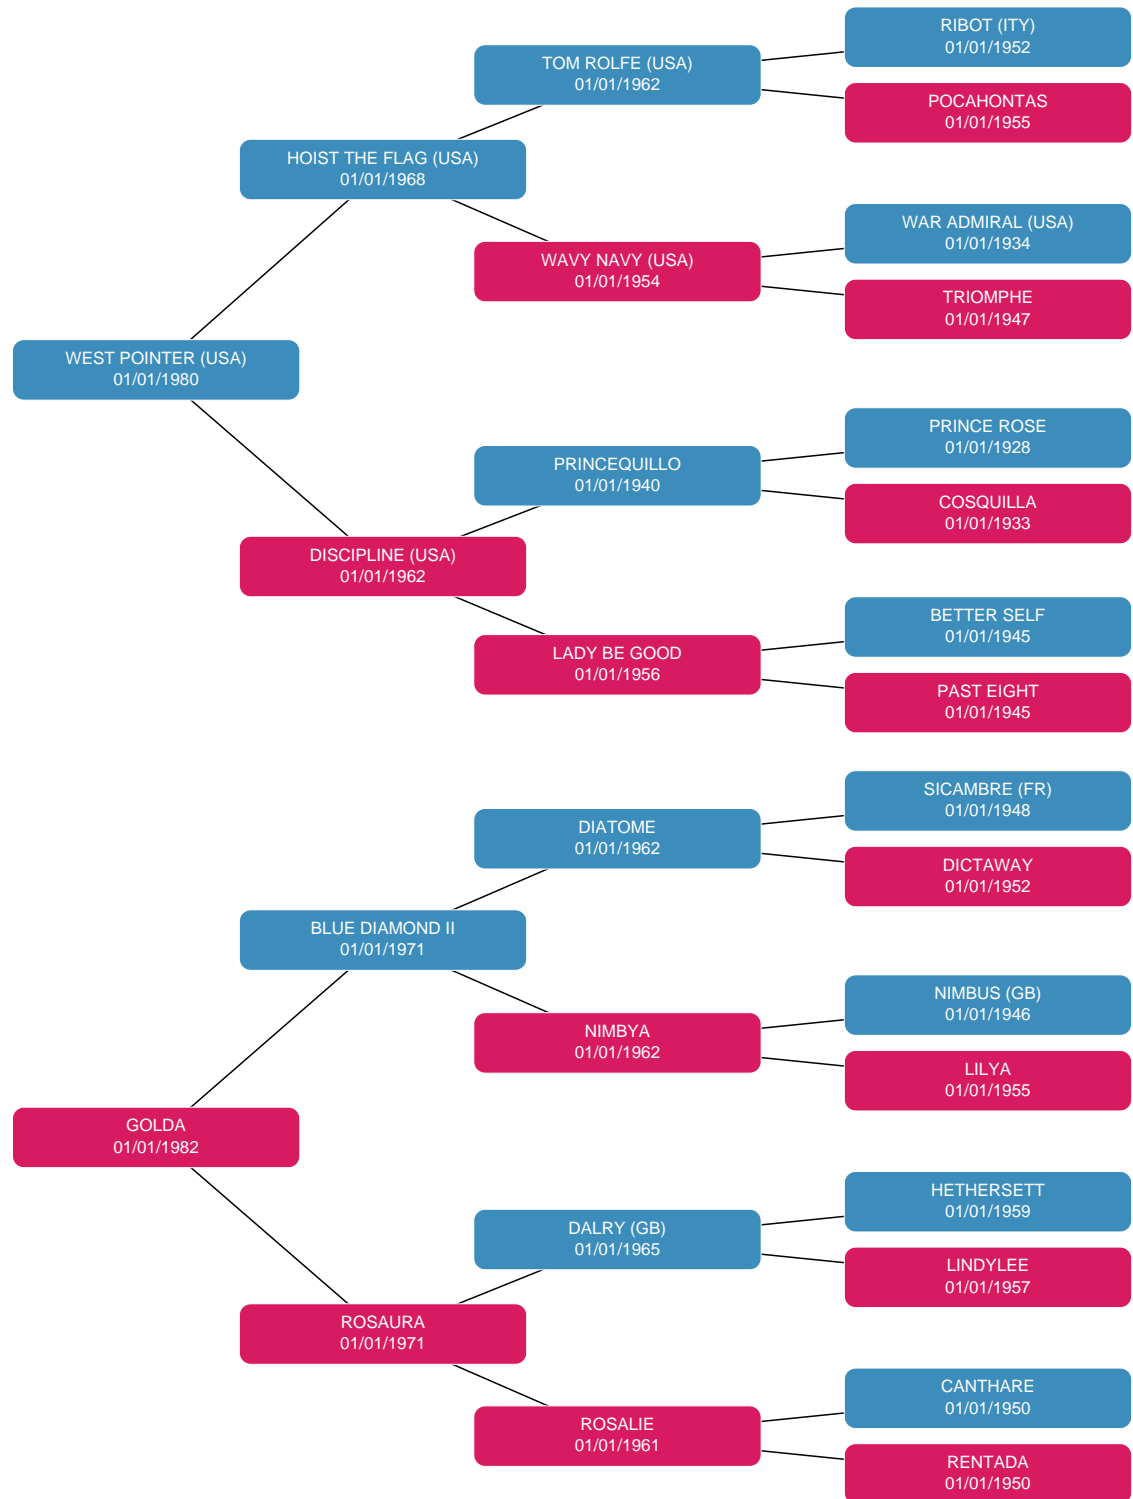 RIBOT (ITY)
01/01/1952
TOM ROLFE (USA)
01/01/1962
POCAHONTAS
01/01/1955
HOIST THE FLAG (USA)
01/01/1968
WAR ADMIRAL (USA)
01/01/1934
WAVY NAVY (USA)
01/01/1954
TRIOMPHE
01/01/1947
WEST POINTER (USA)
01/01/1980
PRINCE ROSE
01/01/1928
PRINCEQUILLO
01/01/1940
COSQUILLA
01/01/1933
DISCIPLINE (USA)
01/01/1962
BETTER SELF
01/01/1945
LADY BE GOOD
01/01/1956
PAST EIGHT
01/01/1945
SICAMBRE (FR)
01/01/1948
DIATOME
01/01/1962
DICTAWAY
01/01/1952
BLUE DIAMOND II
01/01/1971
NIMBUS (GB)
01/01/1946
NIMBYA
01/01/1962
LILYA
01/01/1955
GOLDA
01/01/1982
HETHERSETT
01/01/1959
DALRY (GB)
01/01/1965
LINDYLEE
01/01/1957
ROSAURA
01/01/1971
CANTHARE
01/01/1950
ROSALIE
01/01/1961
RENTADA
01/01/1950